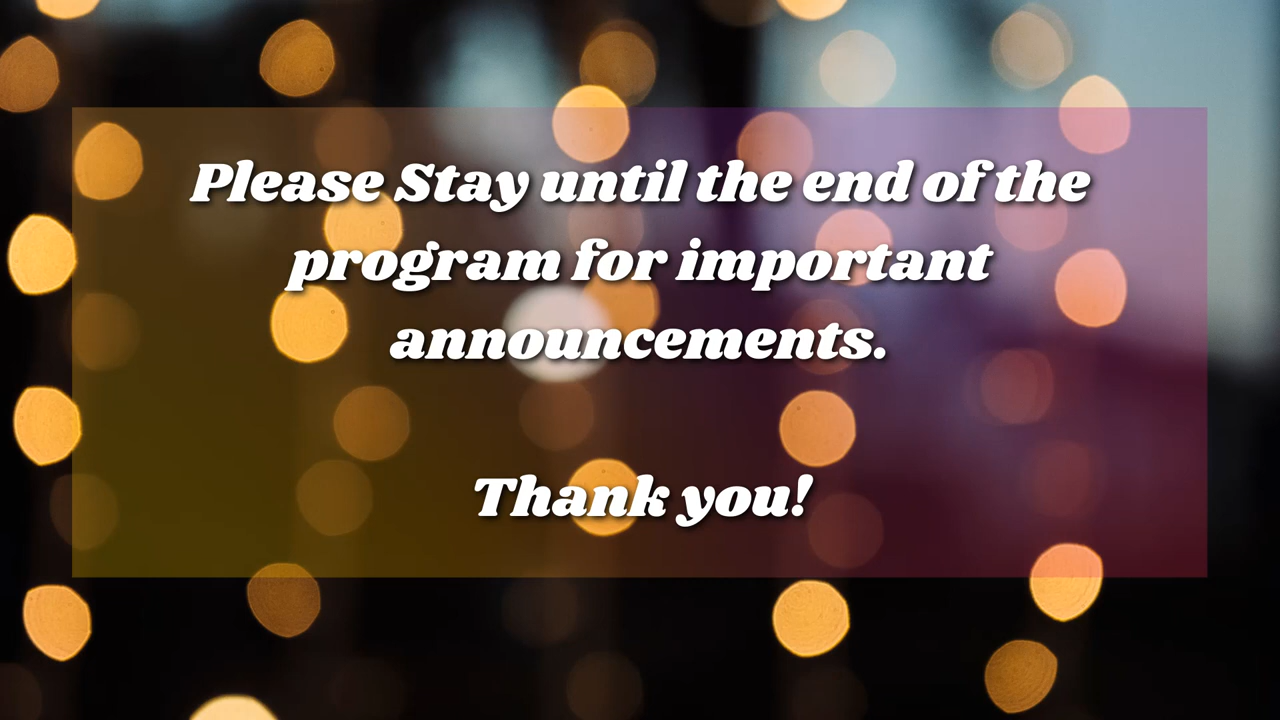 Please Stay until the end of the
program for important
announcements.
Thank you!